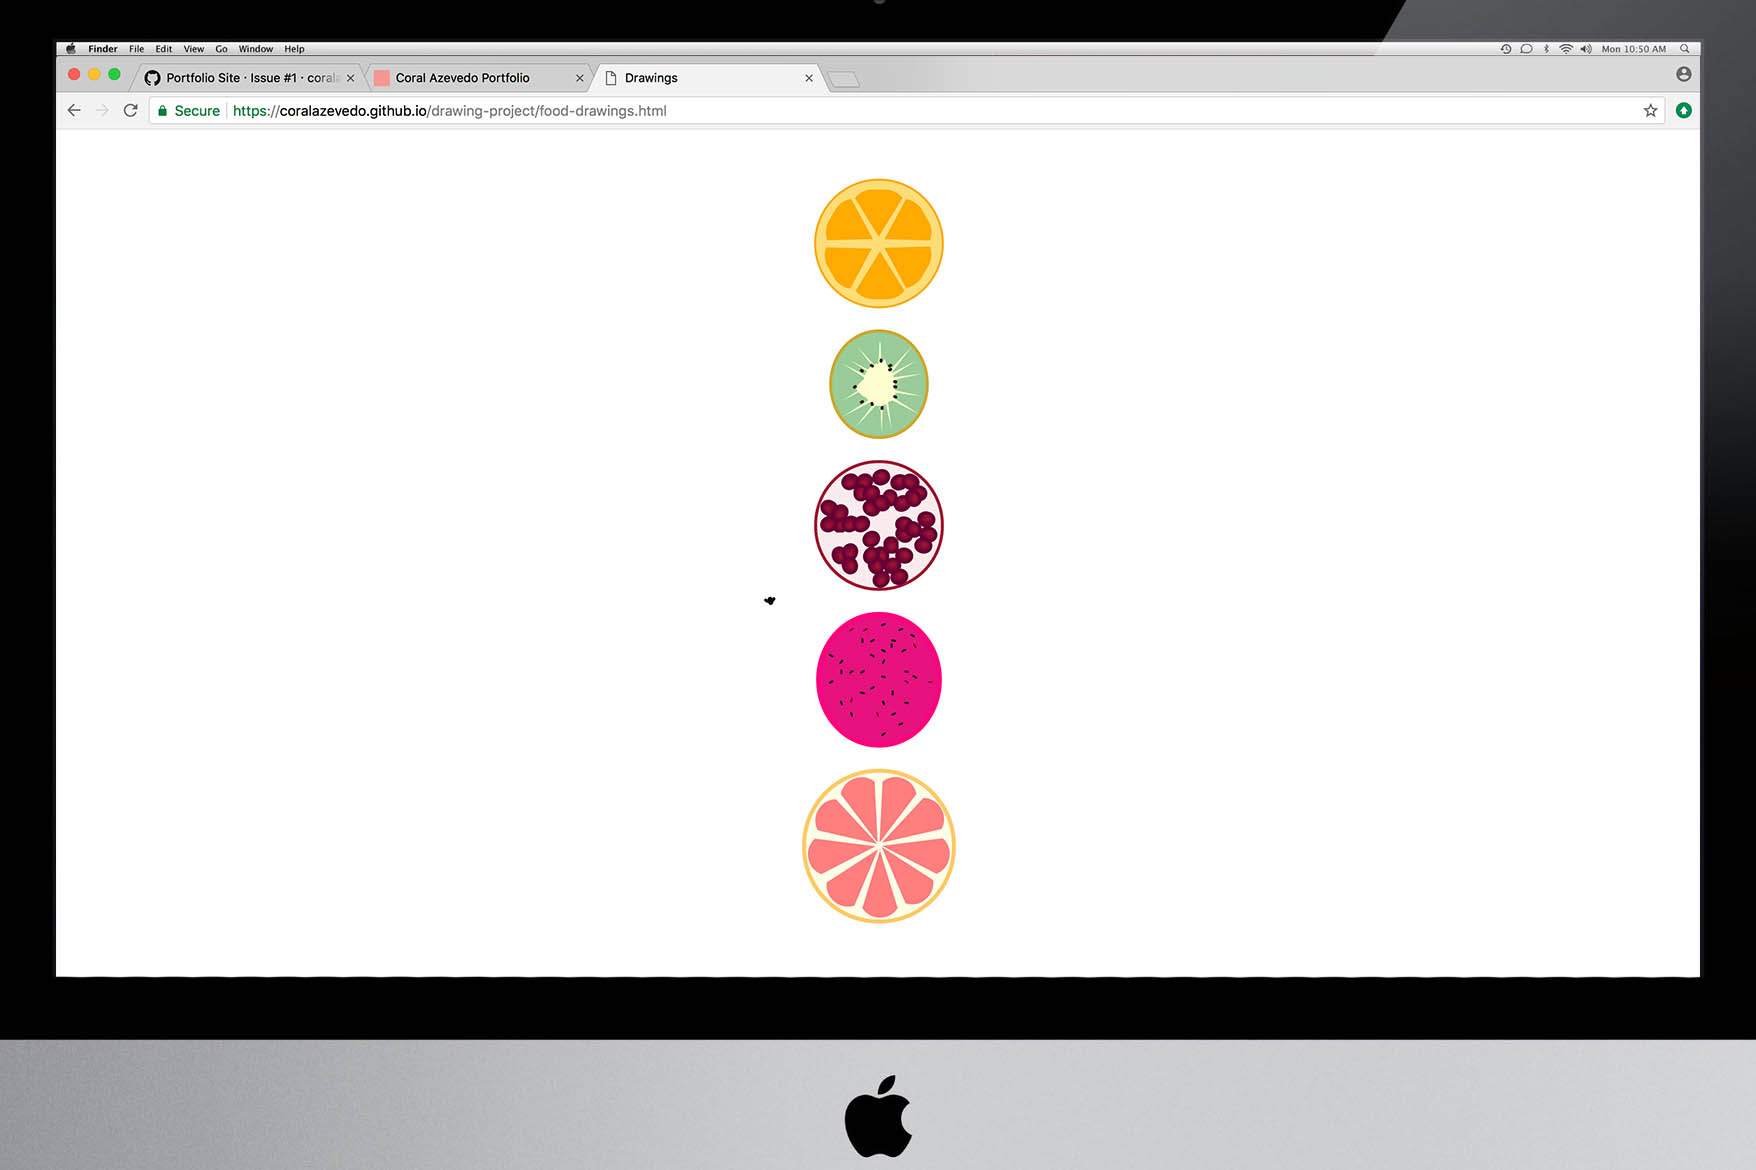 Finder File Edit View Go Window Help Mon 10:50 AM
Portfolio Site · Issue #1 · coral Coral Azevedo Portfolio Drawings
Secure https://coralazevedo.github.io/drawing-project/food-drawings.html